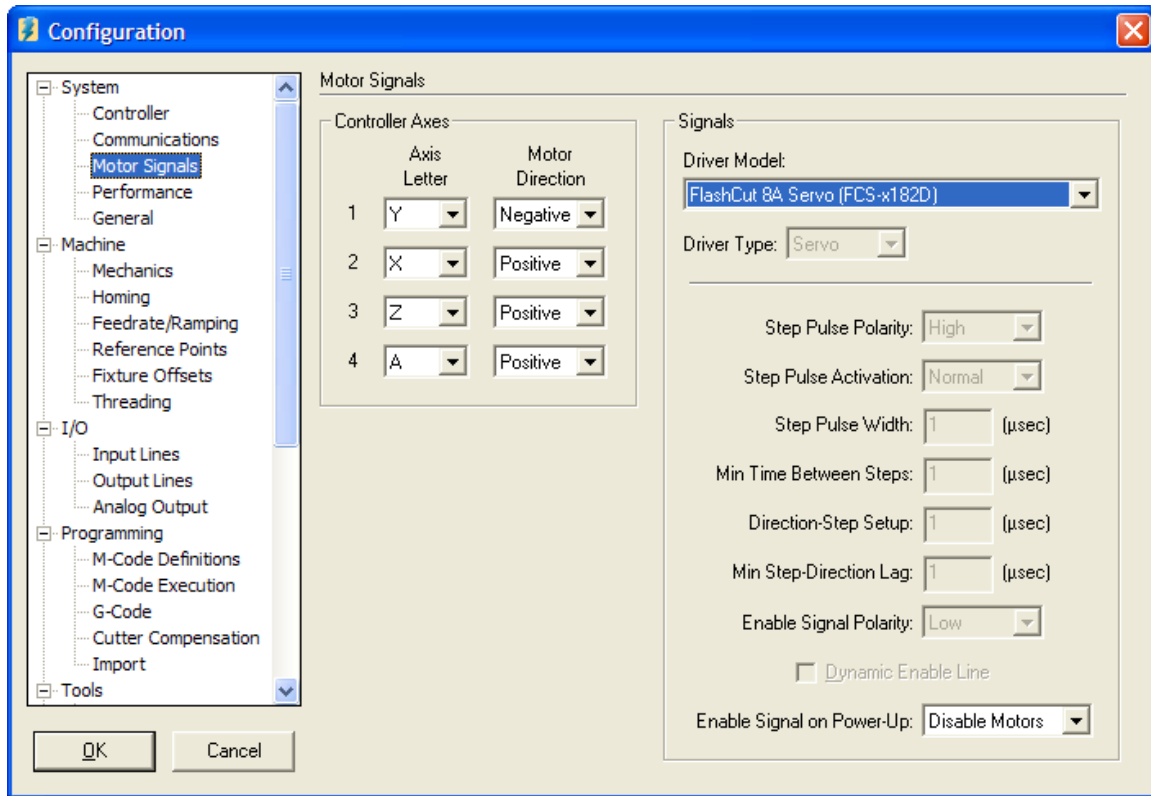 Configuration
System
Controller
Communications
Motor Signals
Performance
General
Machine
Mechanics
Homing
Feedrate/Ramping
Reference Points
Fixture Offsets
Threading
I/O
Input Lines
Output Lines
Analog Output
Programming
M-Code Definitions
M-Code Execution
G-Code
Cutter Compensation
Import
Tools
OK
Cancel
Motor Signals
Controller Axes
Axis Letter
Motor Direction
1 Y Negative
2 X Positive
3 Z Positive
4 A Positive
Signals
Driver Model:
FlashCut 8A Servo (FCS-x182D)
Driver Type: Servo
Step Pulse Polarity: High
Step Pulse Activation: Normal
Step Pulse Width: 1 (µsec)
Min Time Between Steps: 1 (µsec)
Direction-Step Setup: 1 (µsec)
Min Step-Direction Lag: 1 (µsec)
Enable Signal Polarity: Low
Dynamic Enable Line
Enable Signal on Power-Up: Disable Motors